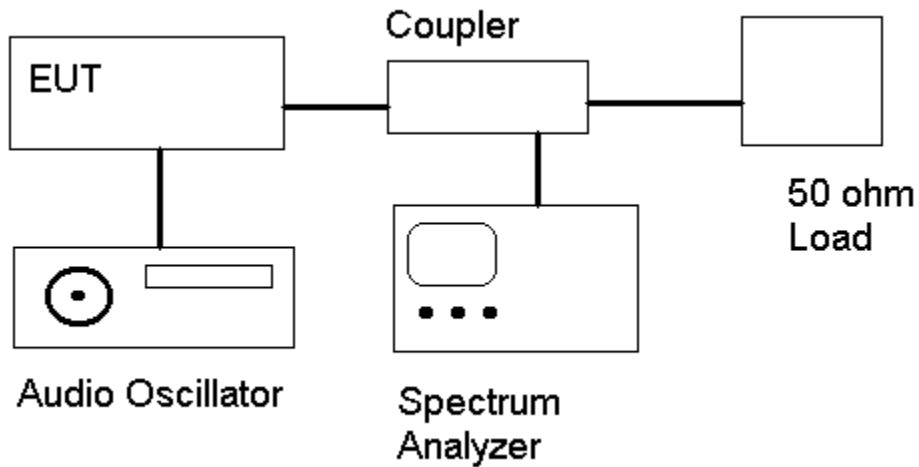 Coupler
EUT
50 ohm
Load
Audio Oscillator
Spectrum
Analyzer